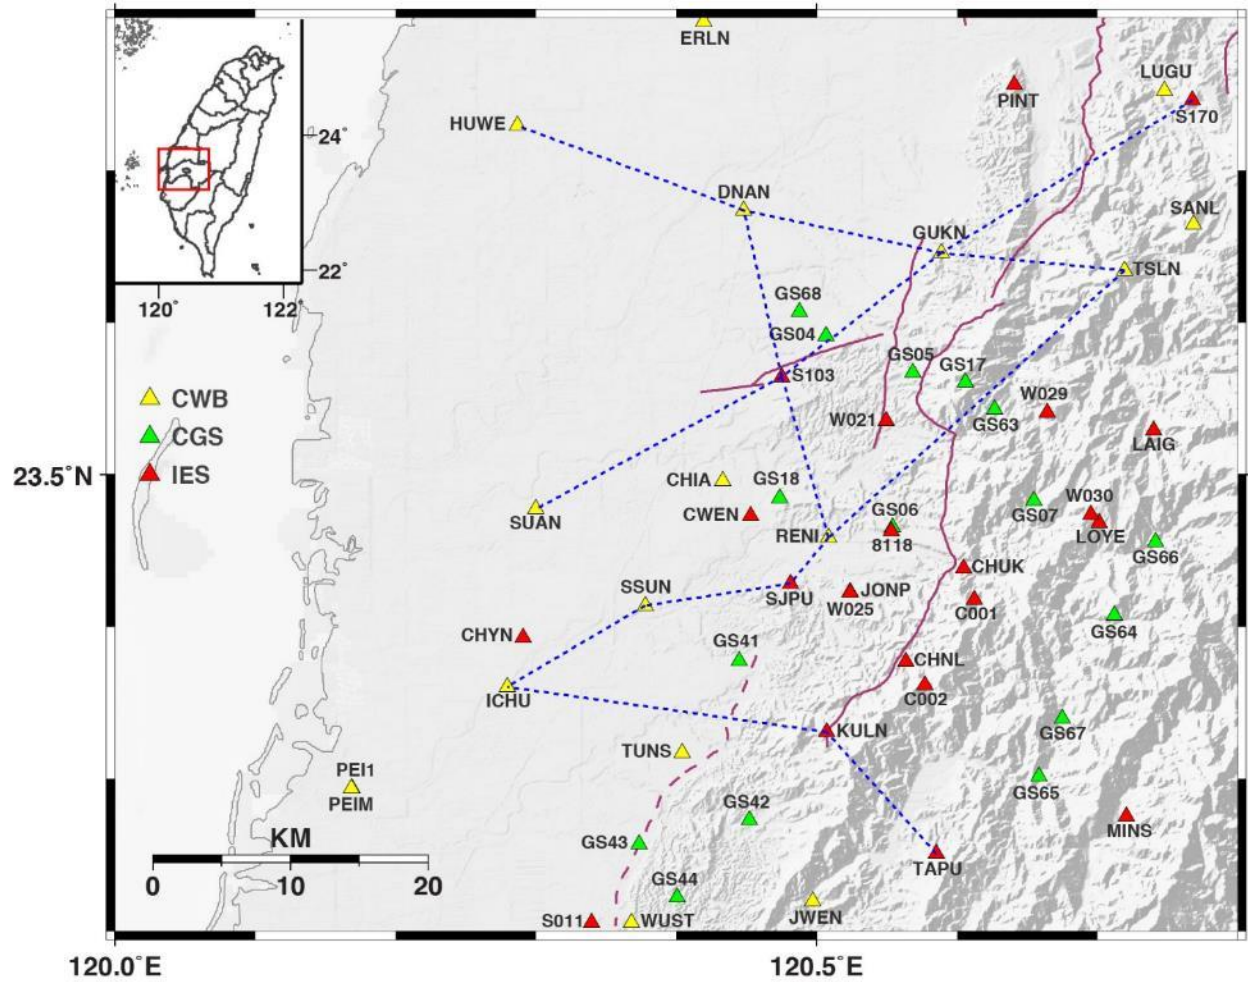 ERLN
LUGU
PINT
S170
HUWE
24°
DNAN
SANL
GUKN
TSLN
22°
120°
122°
GS68
GS04
GS05
GS17
S103
W029
CWB
W021
GS63
CGS
LAIG
IES
23.5°N
CHIA
GS18
W030
CWEN
GS06
GS07
SUAN
RENI
8118
LOYE
GS66
CHUK
SSUN
SJPU
JONP
W025
C001
GS64
CHYN
GS41
CHNL
ICHU
C002
KULN
GS67
TUNS
PEI1
PEIM
GS65
GS42
MINS
KM
GS43
TAPU
0
10
20
GS44
JWEN
S011
WUST
120.0°E
120.5°E